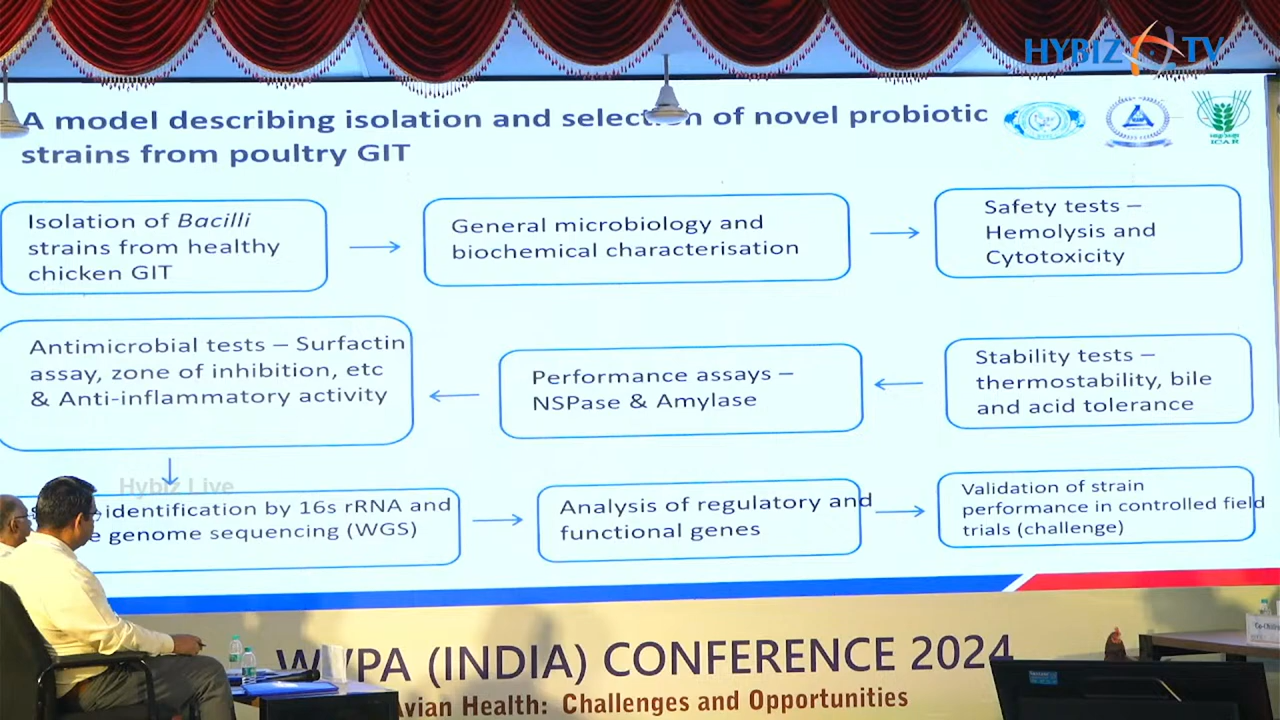 HYBIZ TV
A model describing isolation and selection of novel probiotic
strains from poultry GIT
ICAR
Isolation of Bacilli
strains from healthy
chicken GIT
General microbiology and
biochemical characterisation
Safety tests –
Hemolysis and
Cytotoxicity
Stability tests –
thermostability, bile
and acid tolerance
Performance assays –
NSPase & Amylase
Antimicrobial tests – Surfactin
assay, zone of inhibition, etc
& Anti-inflammatory activity
Hybiz Live
identification by 16s rRNA and
genome sequencing (WGS)
Analysis of regulatory and
functional genes
Validation of strain
performance in controlled field
trials (challenge)
WVPA (INDIA) CONFERENCE 2024
Avian Health: Challenges and Opportunities